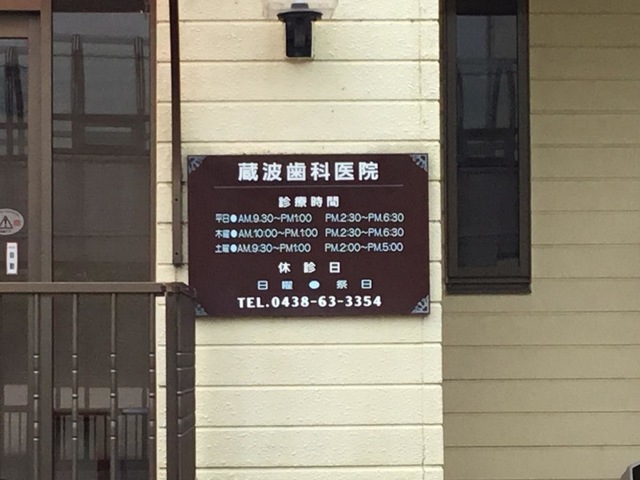 蔵波歯科医院
診療時間
平日●AM.9.30~PM1:00 PM.2:30~PM.6:30
木曜●AM.10:00~PM.1:00 PM.2:30~PM.6:30
土曜●AM.9:30~PM1:00 PM.2:00~PM.5:00
休診日
日曜●祭日
TEL.0438-63-3354
自動